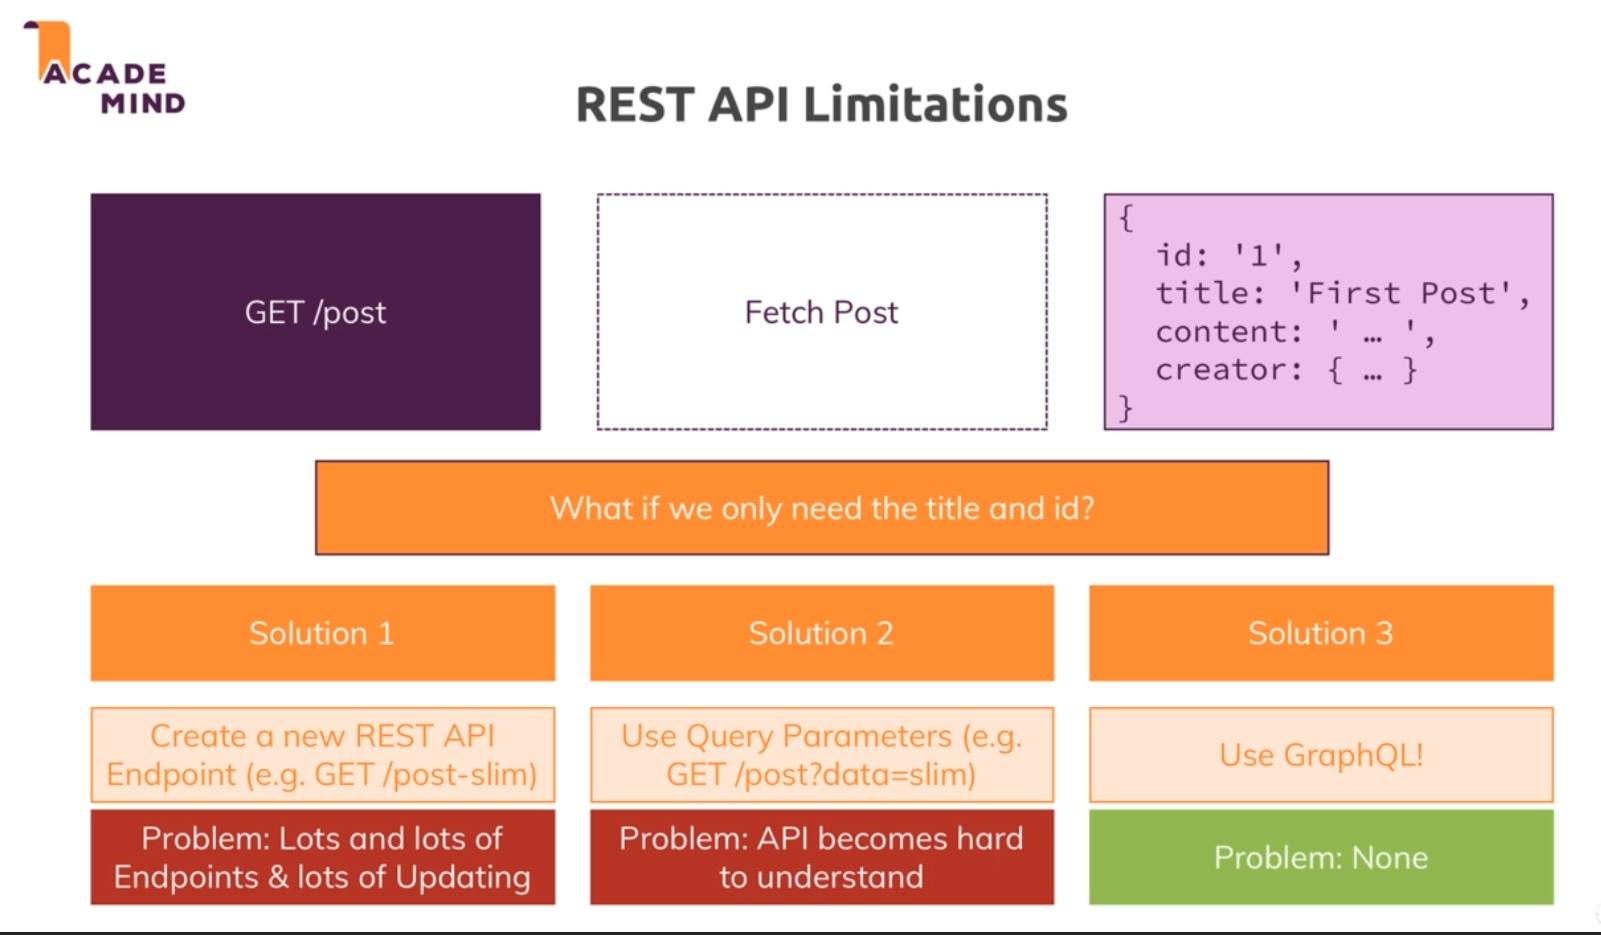 ACADE
MIND
REST API Limitations
GET /post
Fetch Post
{
id: '1',
title: 'First Post',
content: ' … ',
creator: { … }
}
What if we only need the title and id?
Solution 1
Solution 2
Solution 3
Create a new REST API
Endpoint (e.g. GET /post-slim)
Use Query Parameters (e.g.
GET /post?data=slim)
Use GraphQL!
Problem: Lots and lots of
Endpoints & lots of Updating
Problem: API becomes hard
to understand
Problem: None